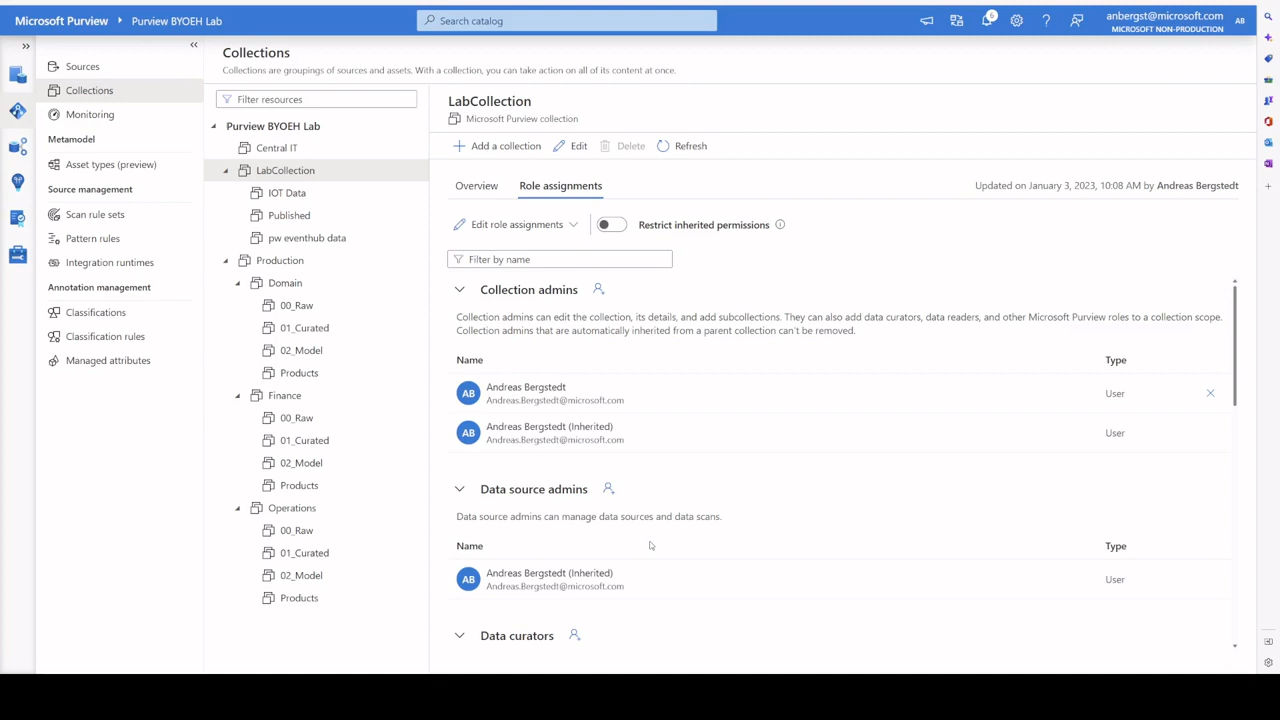 Microsoft Purview
Purview BYOEH Lab
Search catalog
6
anbergst@microsoft.com
MICROSOFT NON-PRODUCTION
AB
Sources
Collections
Monitoring
Metamodel
Asset types (preview)
Source management
Scan rule sets
Pattern rules
Integration runtimes
Annotation management
Classifications
Classification rules
Managed attributes
Collections
Collections are groupings of sources and assets. With a collection, you can take action on all of its content at once.
Filter resources
Purview BYOEH Lab
Central IT
LabCollection
IOT Data
Published
pw eventhub data
Production
Domain
00_Raw
01_Curated
02_Model
Products
Finance
00_Raw
01_Curated
02_Model
Products
Operations
00_Raw
01_Curated
02_Model
Products
LabCollection
Microsoft Purview collection
Add a collection
Edit
Delete
Refresh
Overview
Role assignments
Updated on January 3, 2023, 10:08 AM by Andreas Bergstedt
Edit role assignments
Restrict inherited permissions
Filter by name
Collection admins
Collection admins can edit the collection, its details, and add subcollections. They can also add data curators, data readers, and other Microsoft Purview roles to a collection scope.
Collection admins that are automatically inherited from a parent collection can't be removed.
Name Type
AB Andreas Bergstedt User
Andreas.Bergstedt@microsoft.com
AB Andreas Bergstedt (Inherited) User
Andreas.Bergstedt@microsoft.com
Data source admins
Data source admins can manage data sources and data scans.
Name Type
AB Andreas Bergstedt (Inherited) User
Andreas.Bergstedt@microsoft.com
Data curators